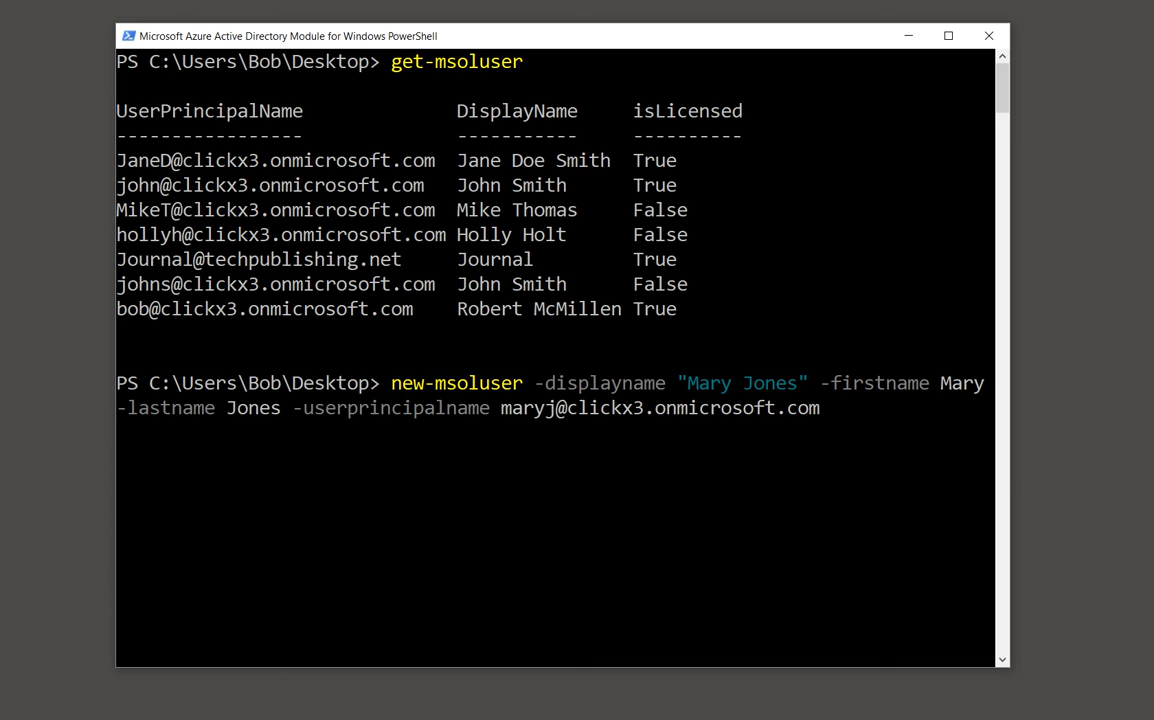 Microsoft Azure Active Directory Module for Windows PowerShell
PS C:\Users\Bob\Desktop> get-msoluser
UserPrincipalName DisplayName isLicensed
----------------- ----------- ----------
JaneD@clickx3.onmicrosoft.com Jane Doe Smith True
john@clickx3.onmicrosoft.com John Smith True
MikeT@clickx3.onmicrosoft.com Mike Thomas False
hollyh@clickx3.onmicrosoft.com Holly Holt False
Journal@techpublishing.net Journal True
johns@clickx3.onmicrosoft.com John Smith False
bob@clickx3.onmicrosoft.com Robert McMillen True
PS C:\Users\Bob\Desktop> new-msoluser -displayname "Mary Jones" -firstname Mary
-lastname Jones -userprincipalname maryj@clickx3.onmicrosoft.com